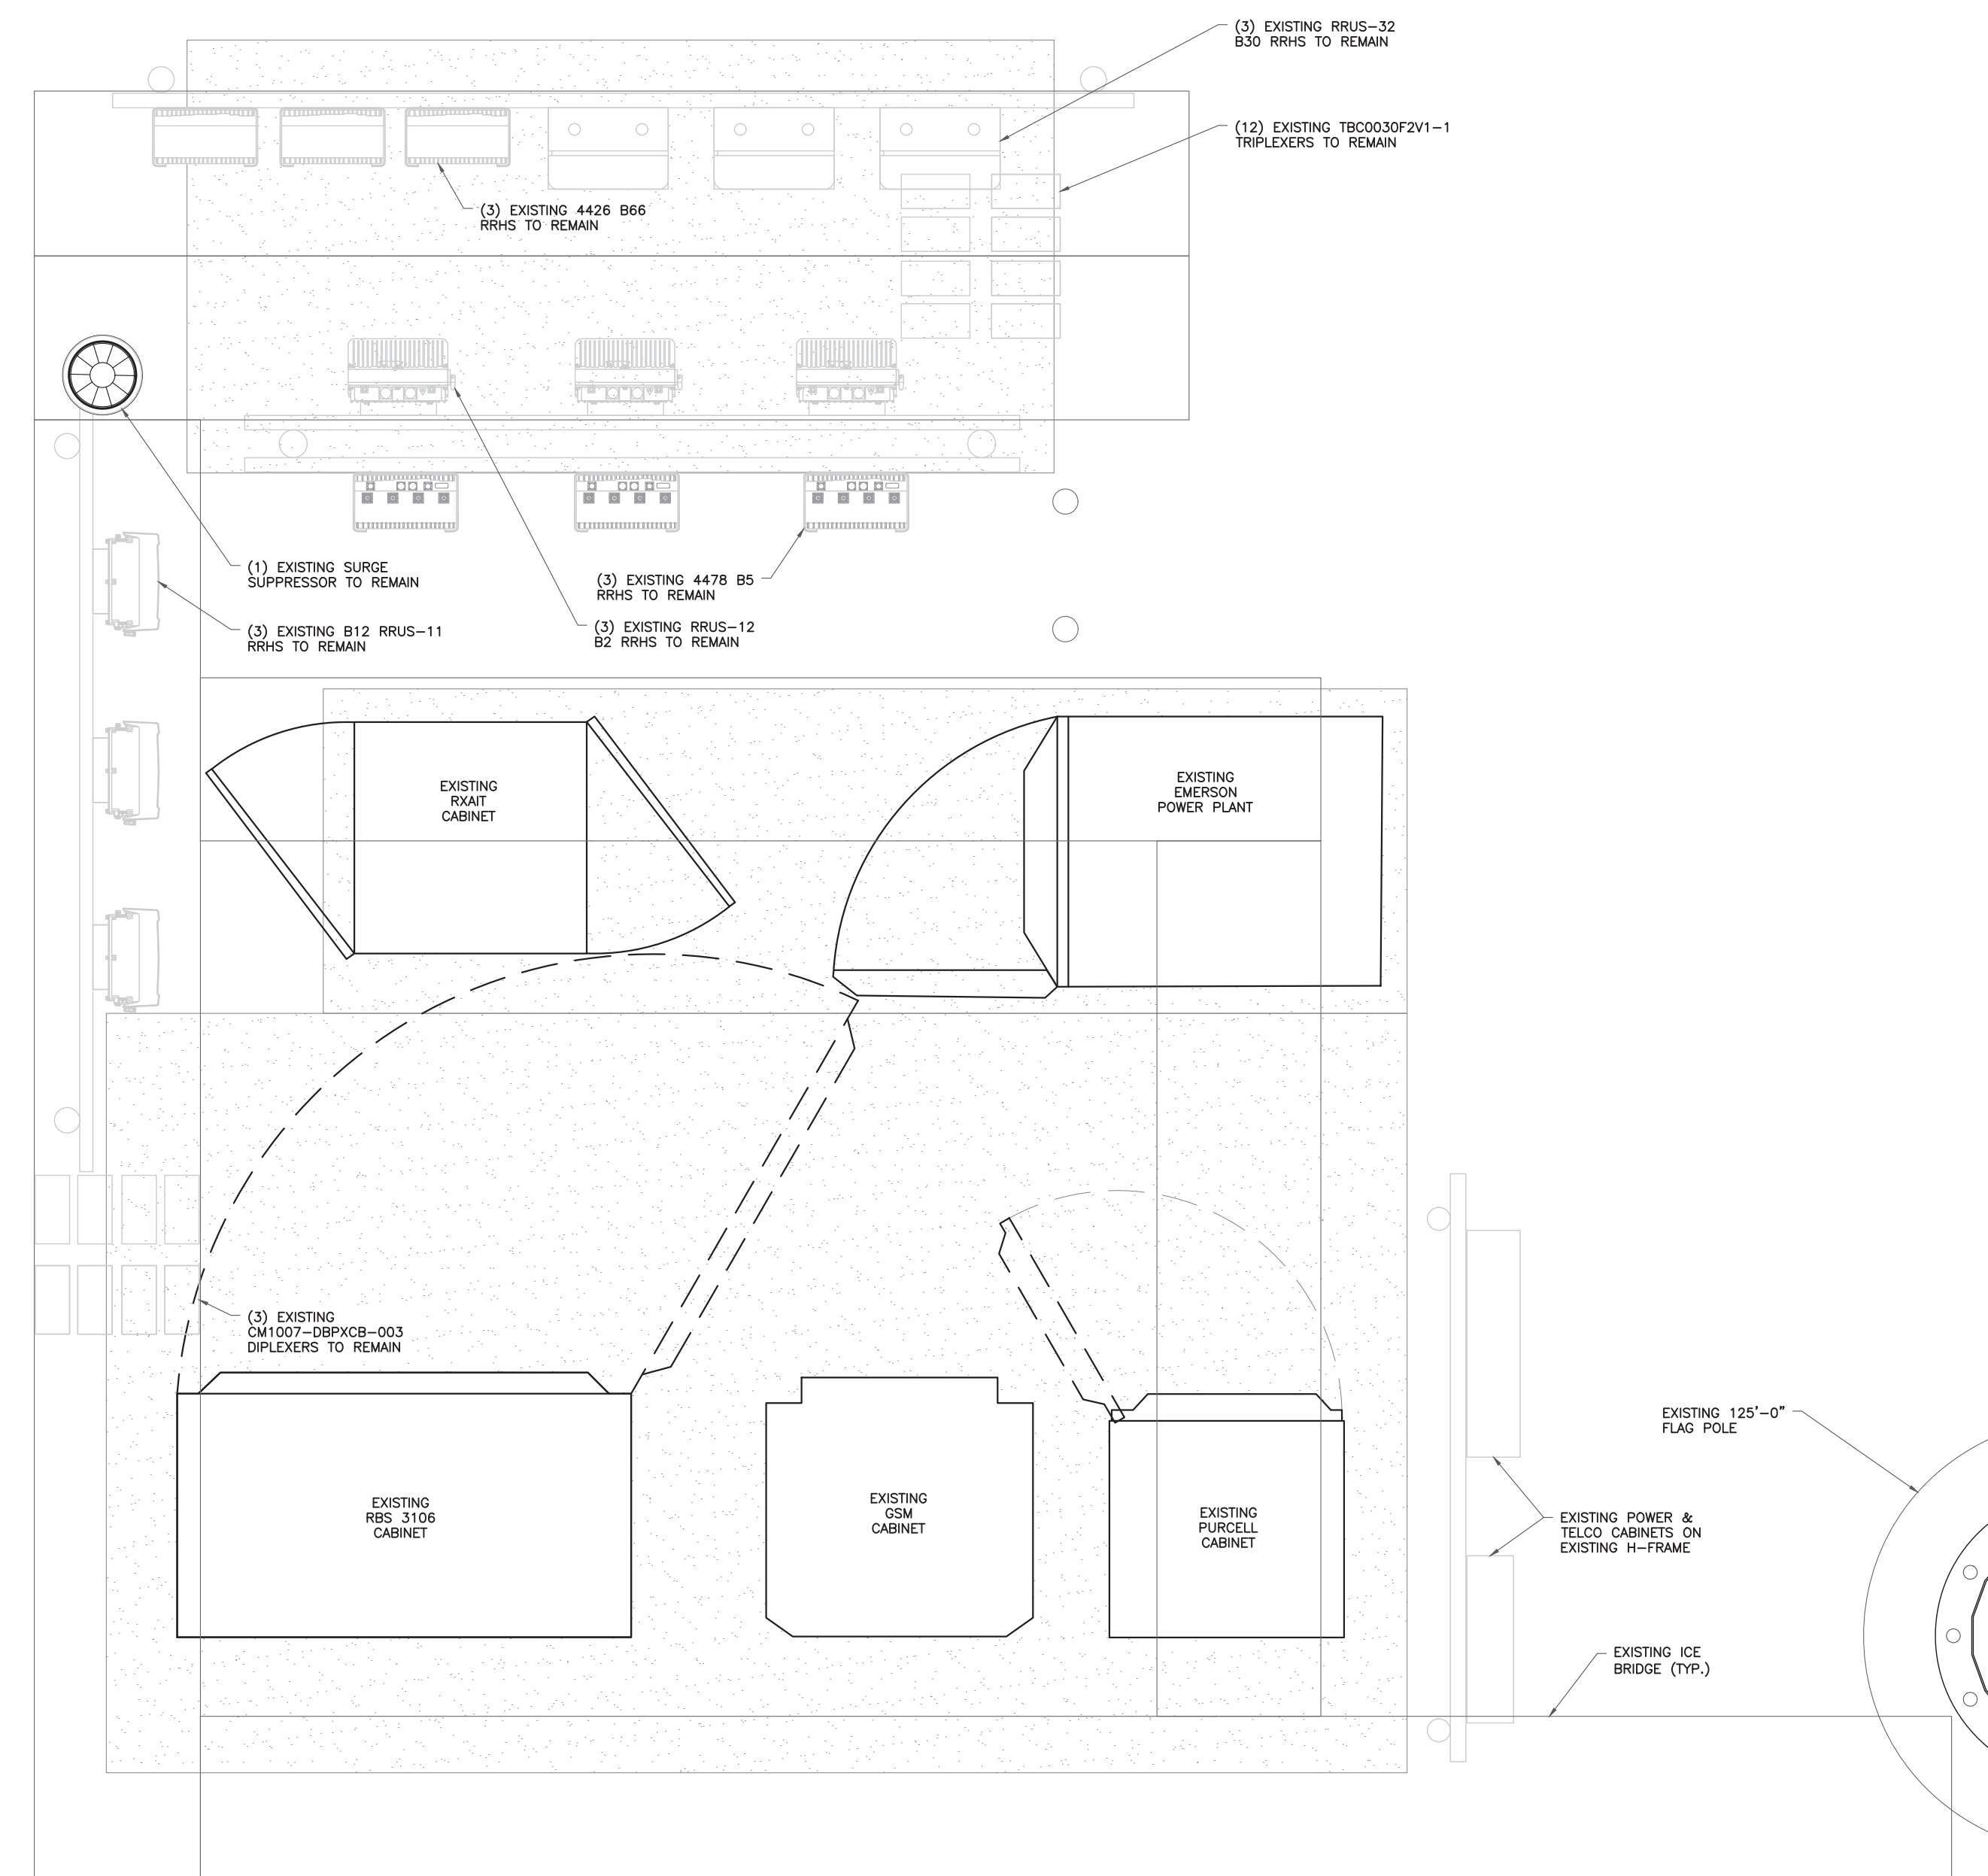 (3) EXISTING RRUS-32
B30 RRHS TO REMAIN
(12) EXISTING TBC0030F2V1-1
TRIPLEXERS TO REMAIN
(3) EXISTING 4426 B66
RRHS TO REMAIN
(1) EXISTING SURGE
SUPPRESSOR TO REMAIN
(3) EXISTING 4478 B5
RRHS TO REMAIN
(3) EXISTING B12 RRUS-11
RRHS TO REMAIN
(3) EXISTING RRUS-12
B2 RRHS TO REMAIN
EXISTING
RXAIT
CABINET
EXISTING
EMERSON
POWER PLANT
(3) EXISTING
CM1007-DBPXCB-003
DIPLEXERS TO REMAIN
EXISTING 125'-0"
FLAG POLE
EXISTING
RBS 3106
CABINET
EXISTING
GSM
CABINET
EXISTING
PURCELL
CABINET
EXISTING POWER &
TELCO CABINETS ON
EXISTING H-FRAME
EXISTING ICE
BRIDGE (TYP.)